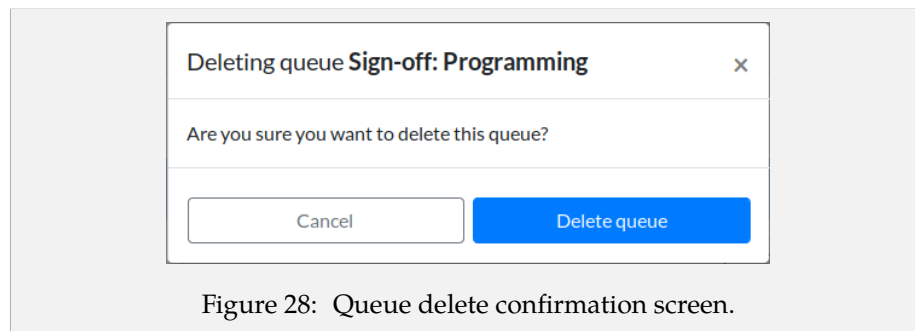 Deleting queue Sign-off: Programming ×
Are you sure you want to delete this queue?
Cancel Delete queue
Figure 28: Queue delete confirmation screen.